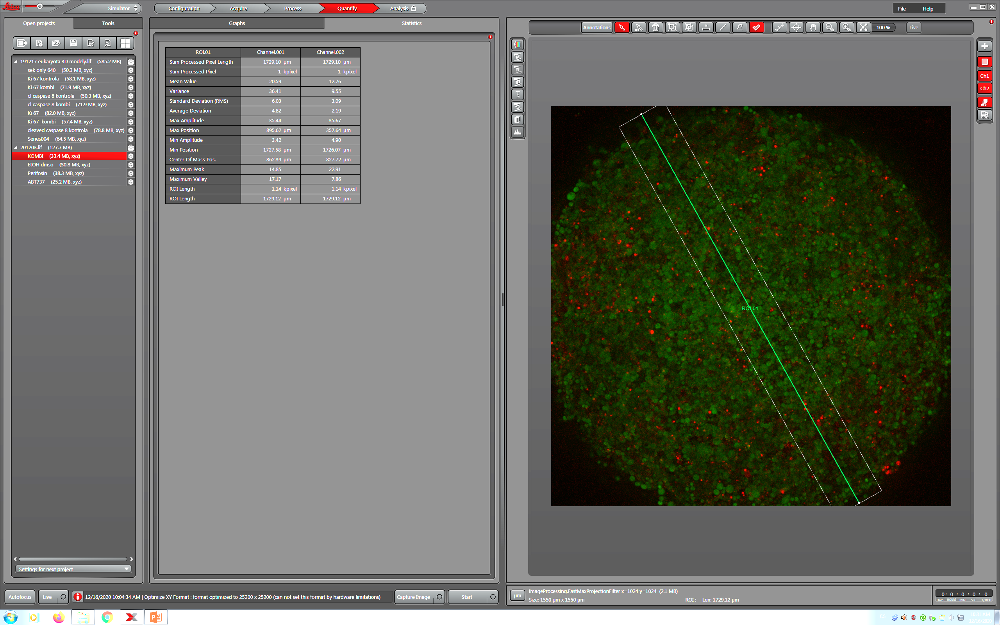 Leica
Simulator
Configuration
Acquire
Process
Quantify
Analysis
File
Help
Open projects
Tools
Graphs
Statistics
Annotations
ALL
100 %
Live
191217 eukaryota 3D modely.lif (585.2 MB)
sek only 640 (50.3 MB, xyz)
Ki 67 kontrola (58.1 MB, xyz)
Ki 67 kombi (71.9 MB, xyz)
cl caspase 8 kontrola (50.3 MB, xyz)
cl caspase 8 kombi (71.9 MB, xyz)
Ki 67 (82.0 MB, xyz)
Ki 67 kombi (57.4 MB, xyz)
cleaved caspase 8 kontrola (78.8 MB, xyz)
Series004 (64.5 MB, xyz)
201203.lif (127.7 MB)
KOMBI (33.4 MB, xyz)
EtOH dmso (30.8 MB, xyz)
Perifosin (38.3 MB, xyz)
ABT737 (25.2 MB, xyz)
Settings for next project
ROI.01 Channel.001 Channel.002
Sum Processed Pixel Length 1729.10 µm 1729.10 µm
Sum Processed Pixel 1 kpixel 1 kpixel
Mean Value 20.59 12.76
Variance 36.41 9.55
Standard Deviation (RMS) 6.03 3.09
Average Deviation 4.82 2.19
Max Amplitude 35.44 35.67
Max Position 895.62 µm 357.64 µm
Min Amplitude 3.42 4.90
Min Position 1727.58 µm 1726.07 µm
Center Of Mass Pos. 862.39 µm 827.72 µm
Maximum Peak 14.85 22.91
Maximum Valley 17.17 7.86
ROI Length 1.14 kpixel 1.14 kpixel
ROI Length 1729.12 µm 1729.12 µm
Ch1
Ch2
MAX
ROI.01
Autofocus
Live
12/16/2020 10:04:34 AM | Optimize XY Format : format optimized to 25200 x 25200 (can not set this format by hardware limitations)
Capture Image
Start
µm
ImageProcessing.FastMaxProjectionFilter x=1024 y=1024 (2.1 MB)
Size: 1550 µm x 1550 µm
ROI : Len: 1729.12 µm
0: 0 : 0 : 0 : 0
DAYS HOURS MIN. SEC. 1/1000
CS
10:31 AM
12/16/2020